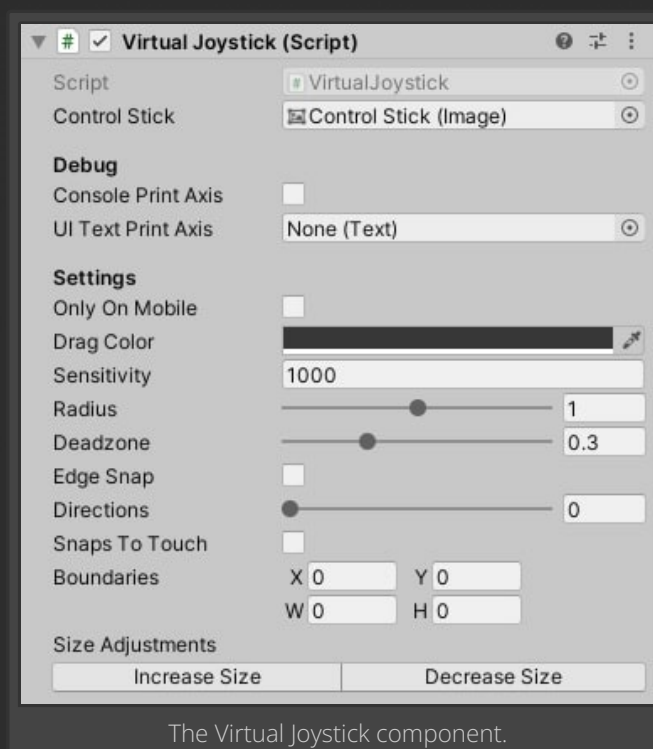 Virtual Joystick (Script)
Script # VirtualJoystick
Control Stick Control Stick (Image)
Debug
Console Print Axis
UI Text Print Axis None (Text)
Settings
Only On Mobile
Drag Color
Sensitivity 1000
Radius 1
Deadzone 0.3
Edge Snap
Directions 0
Snaps To Touch
Boundaries X 0 Y 0
W 0 H 0
Size Adjustments
Increase Size Decrease Size
The Virtual Joystick component.